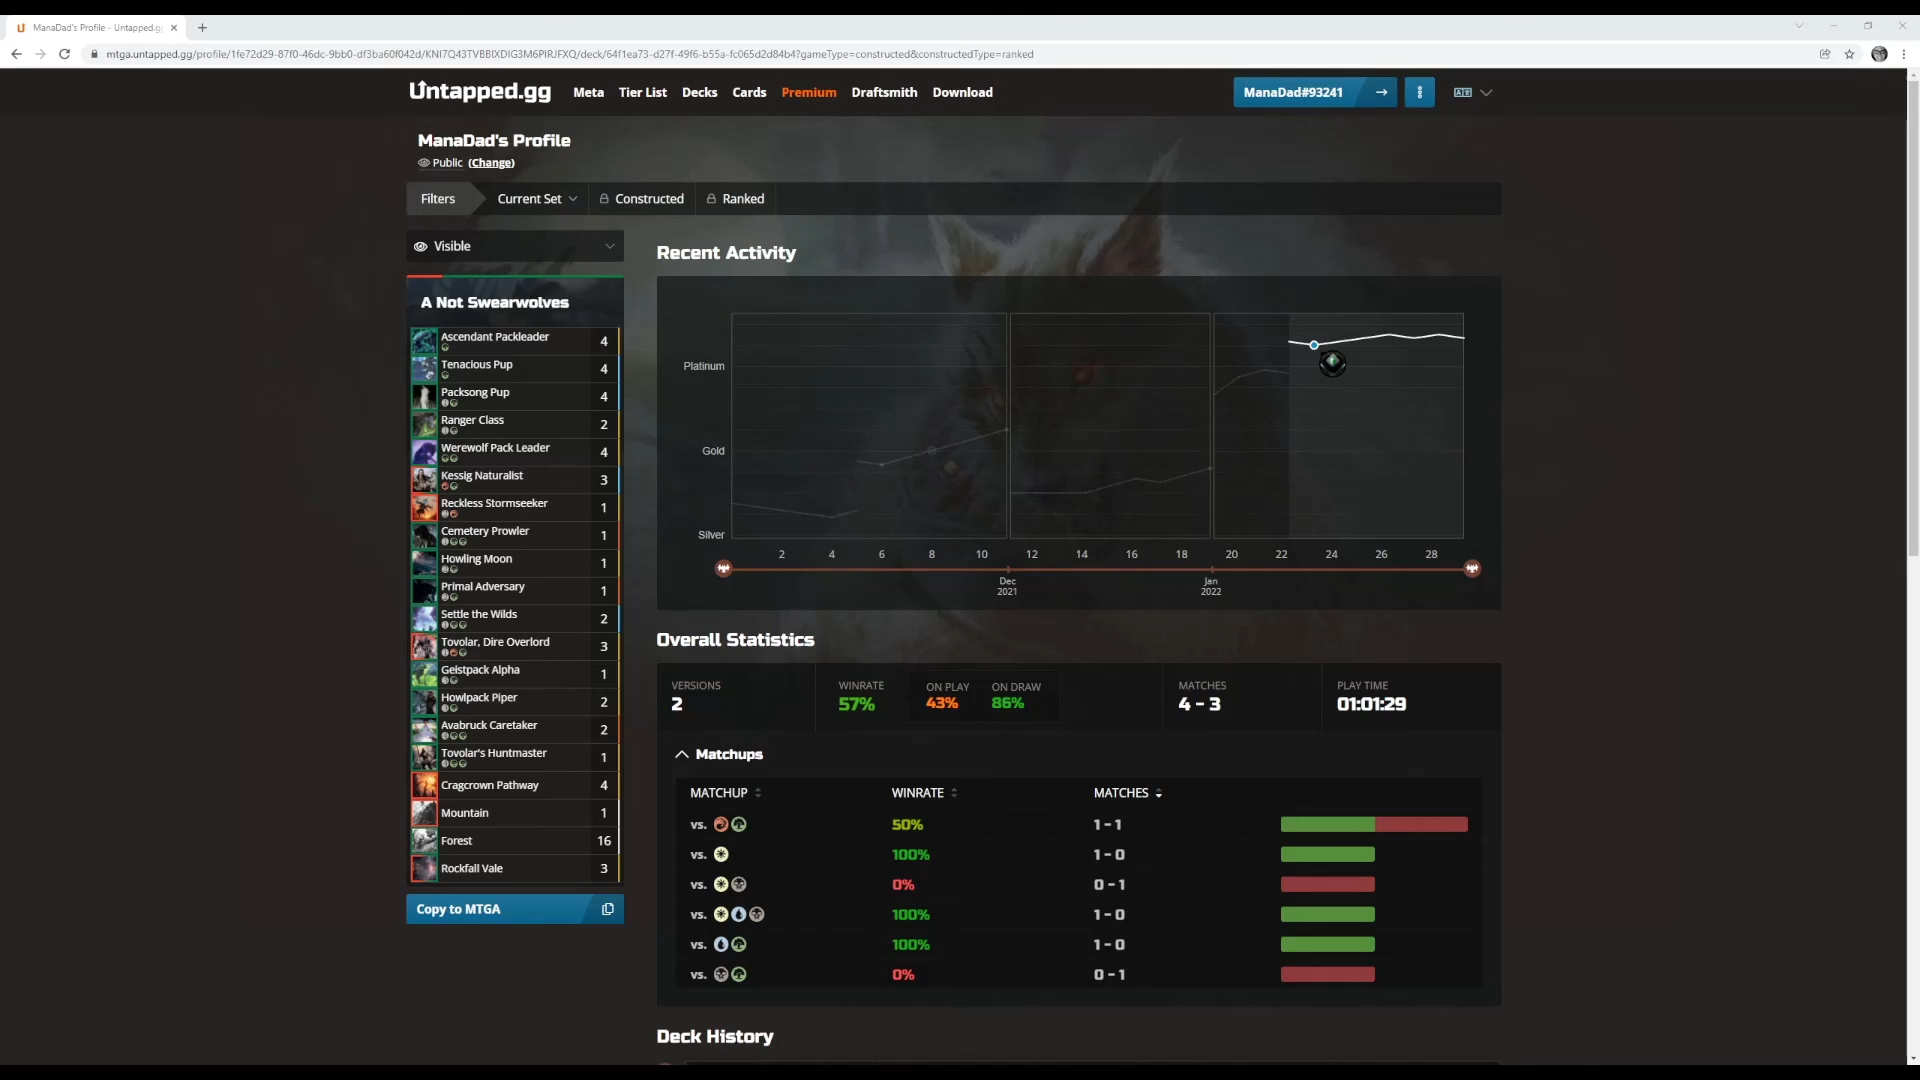 ManaDad's Profile - Untapped.g
mtga.untapped.gg/profile/1fe72d29-87f0-46dc-9bb0-df3ba60f042d/KNI7Q43TVBBIXDIG3M6PIRJFXQ/deck/64f1ea73-d27f-49f6-b55a-fc065d2d84b4?gameType=constructed&constructedType=ranked
Untapped.gg Meta Tier List Decks Cards Premium Draftsmith Download ManaDad#93241
ManaDad's Profile
Public (Change)
Filters Current Set Constructed Ranked
Visible
A Not Swearwolves
Ascendant Packleader 4
Tenacious Pup 4
Packsong Pup 4
Ranger Class 2
Werewolf Pack Leader 4
Kessig Naturalist 3
Reckless Stormseeker 1
Cemetery Prowler 1
Howling Moon 1
Primal Adversary 1
Settle the Wilds 2
Tovolar, Dire Overlord 3
Geistpack Alpha 1
Howlpack Piper 2
Avabruck Caretaker 2
Tovolar's Huntmaster 1
Cragcrown Pathway 4
Mountain 1
Forest 16
Rockfall Vale 3
Copy to MTGA
Recent Activity
Platinum
Gold
Silver
2 4 6 8 10 12 14 16 18 20 22 24 26 28
Dec 2021
Jan 2022
Overall Statistics
VERSIONS WINRATE ON PLAY ON DRAW MATCHES PLAY TIME
2 57% 43% 86% 4 - 3 01:01:29
Matchups
MATCHUP WINRATE MATCHES
vs. 50% 1 - 1
vs. 100% 1 - 0
vs. 0% 0 - 1
vs. 100% 1 - 0
vs. 100% 1 - 0
vs. 0% 0 - 1
Deck History